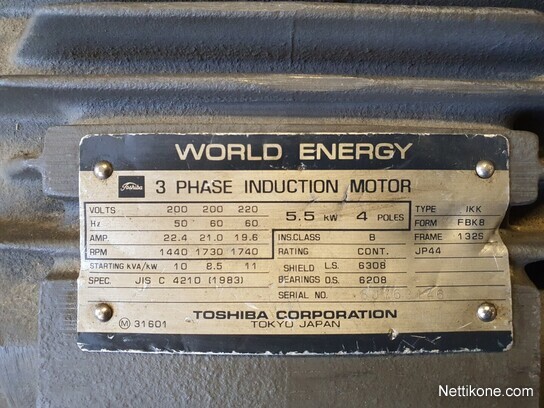 WORLD ENERGY
Toshiba 3 PHASE INDUCTION MOTOR
VOLTS 200 200 220 5.5 kW 4 POLES TYPE IKK
Hz 50 60 60 FORM FBK8
AMP. 22.4 21.0 19.6 INS.CLASS B FRAME 132S
RPM 1440 1730 1740 RATING CONT. JP44
STARTING kVA/kW 10 8.5 11 SHIELD L.S. 6308
SPEC. JIS C 4210 (1983) BEARINGS O.S. 6208
SERIAL NO.
TOSHIBA CORPORATION
M 31601 TOKYO JAPAN
Nettikone.com